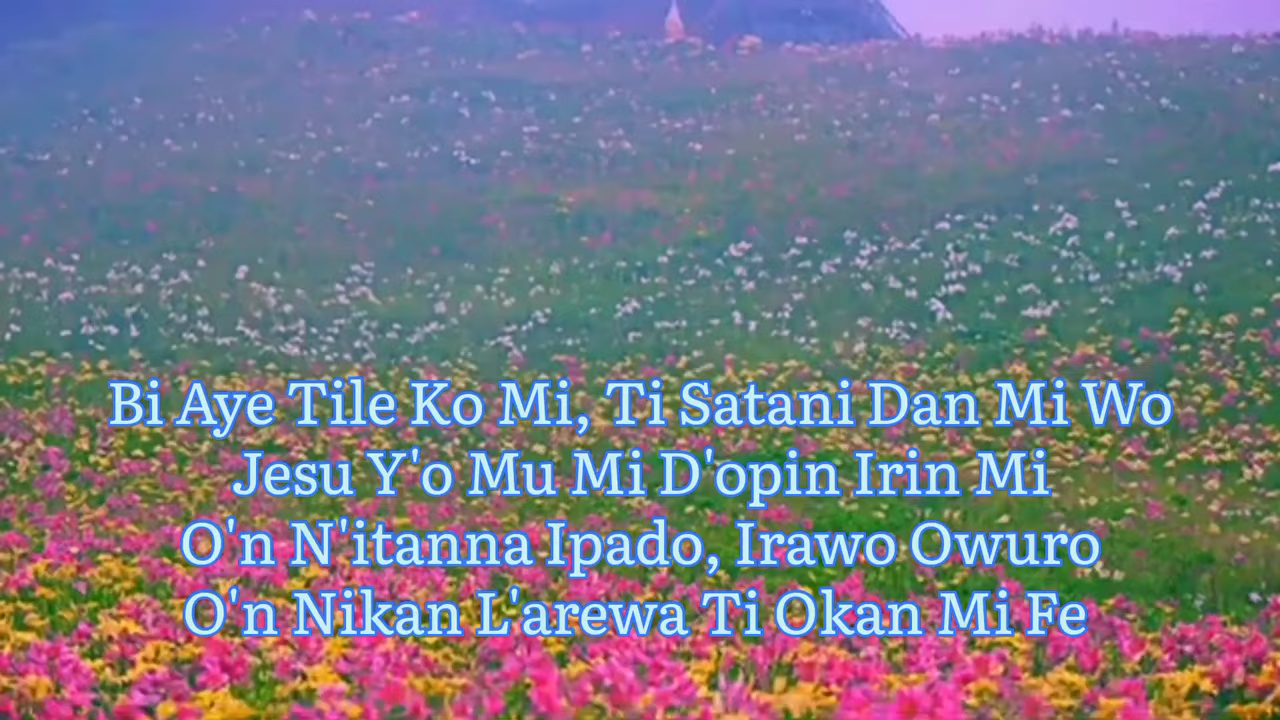 Bi Aye Tile Ko Mi, Ti Satani Dan Mi Wo
Jesu Y'o Mu Mi D'opin Irin Mi
O'n N'itanna Ipado, Irawo Owuro
O'n Nikan L'arewa Ti Okan Mi Fe